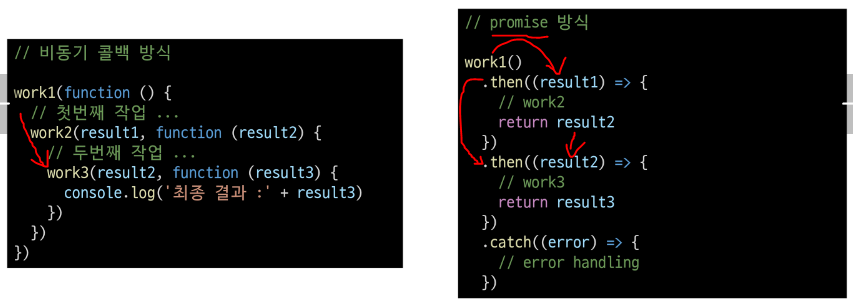 // 비동기 콜백 방식
work1(function () {
// 첫번째 작업 ...
work2(result1, function (result2) {
// 두번째 작업 ...
work3(result2, function (result3) {
console.log('최종 결과 :' + result3)
})
})
})
// promise 방식
work1()
.then((result1) => {
// work2
return result2
})
.then((result2) => {
// work3
return result3
})
.catch((error) => {
// error handling
})